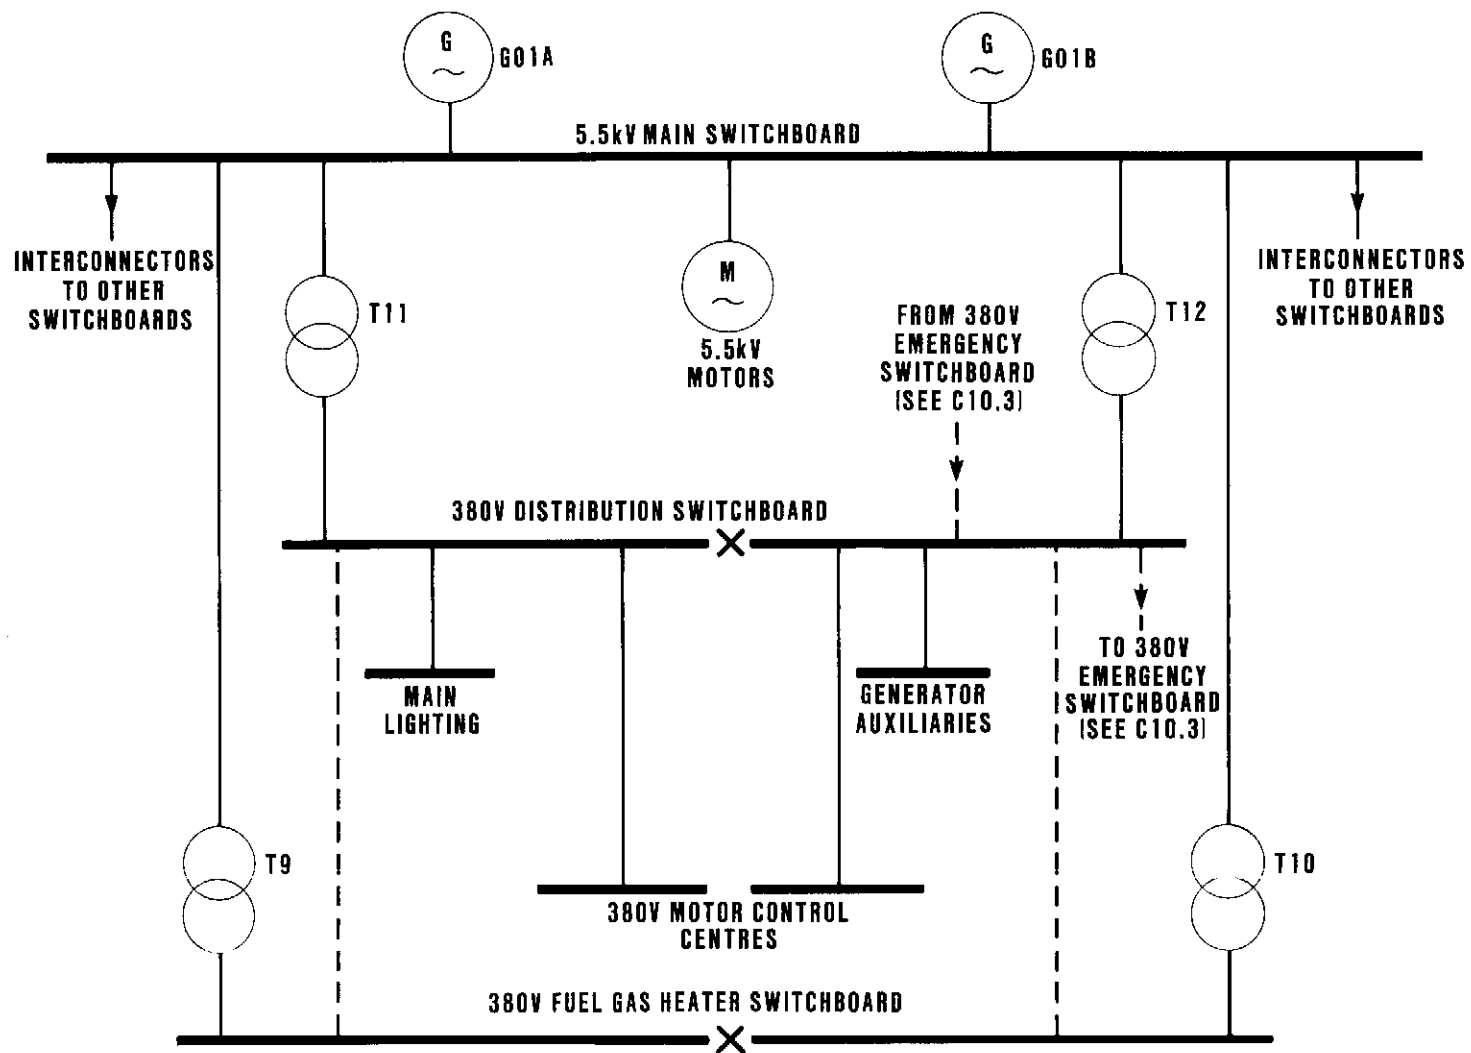 G
G01A
G
G01B
5.5kV MAIN SWITCHBOARD
INTERCONNECTORS
TO OTHER
SWITCHBOARDS
T11
M
5.5kV
MOTORS
FROM 380V
EMERGENCY
SWITCHBOARD
(SEE C10.3)
T12
INTERCONNECTORS
TO OTHER
SWITCHBOARDS
380V DISTRIBUTION SWITCHBOARD
MAIN
LIGHTING
GENERATOR
AUXILIARIES
TO 380V
EMERGENCY
SWITCHBOARD
(SEE C10.3)
T9
T10
380V MOTOR CONTROL
CENTRES
380V FUEL GAS HEATER SWITCHBOARD